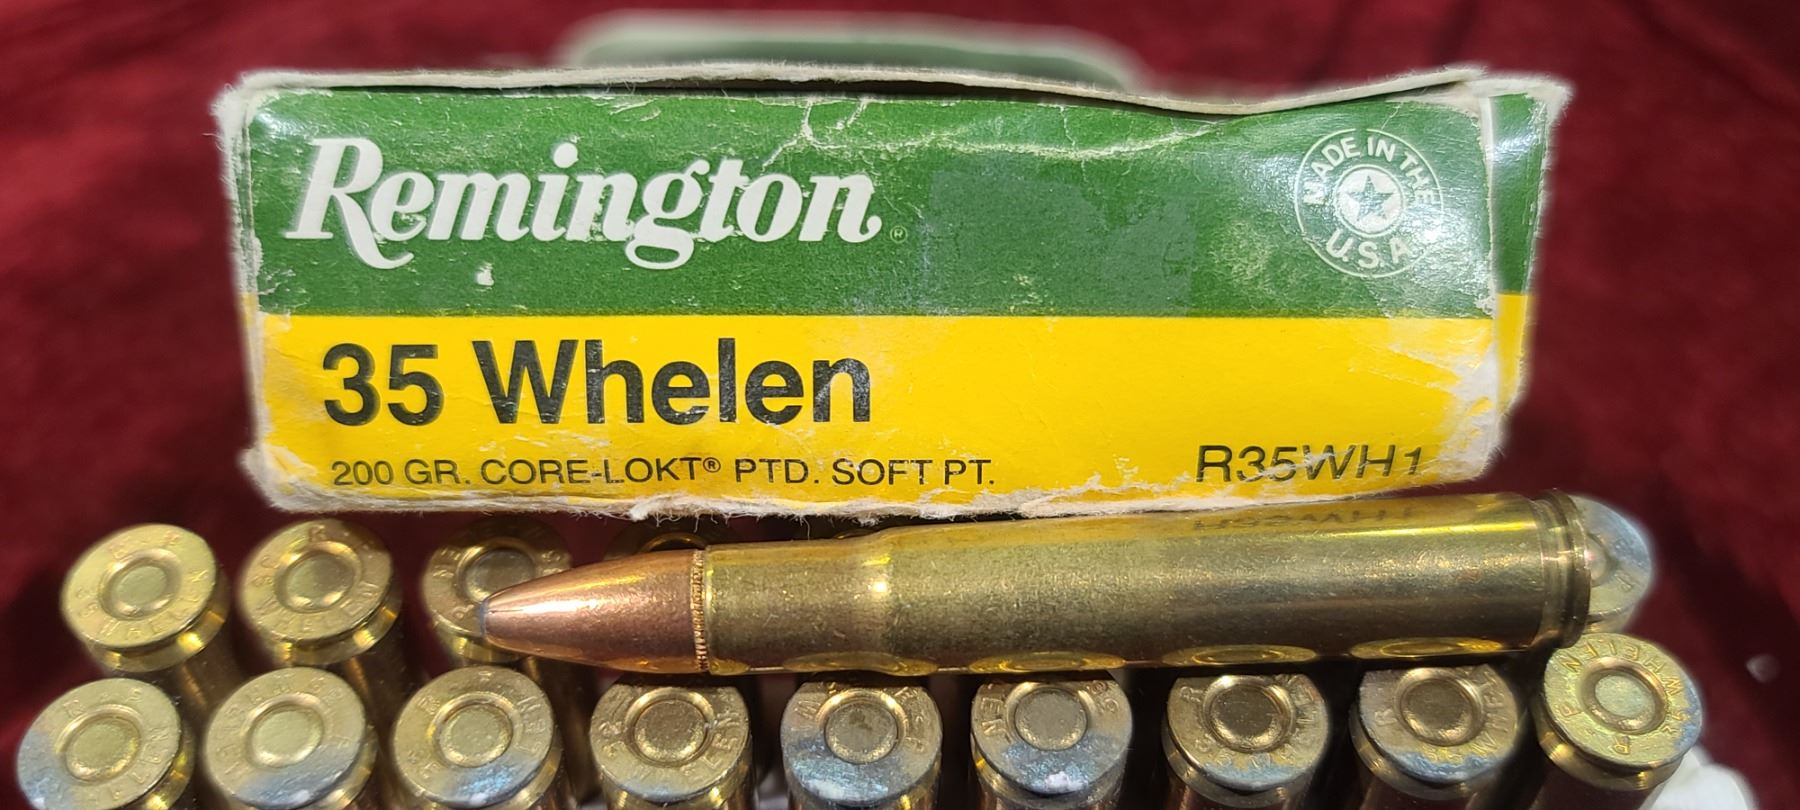 Remington®
MADE IN THE
U.S.A.
35 Whelen
200 GR. CORE-LOKT® PTD. SOFT PT.
R35WH1